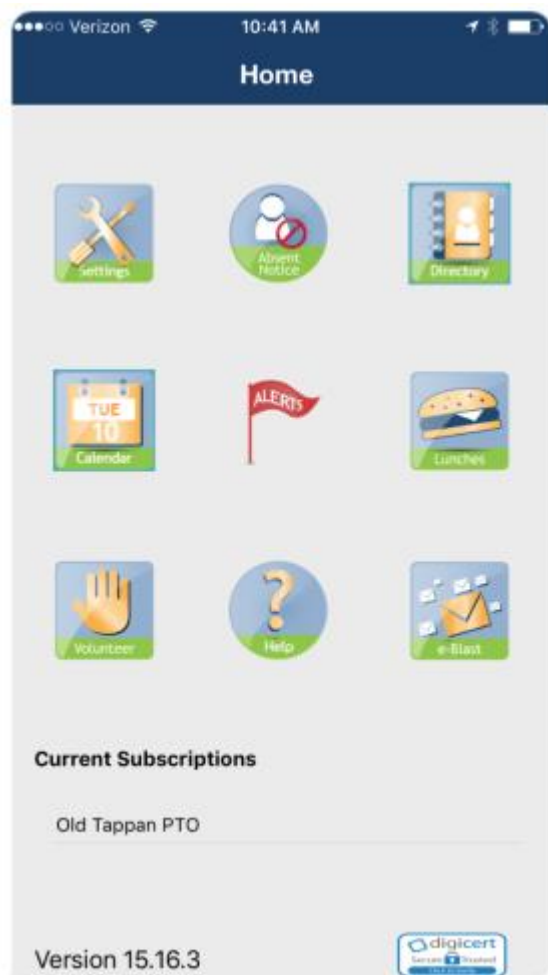 Verizon 10:41 AM
Home
Settings
Absent
Notice
Directory
TUE
10
Calendar
ALERTS
Lunches
Volunteer
?
Help
e-Blast
Current Subscriptions
Old Tappan PTO
Version 15.16.3
digicert
Secure Trusted